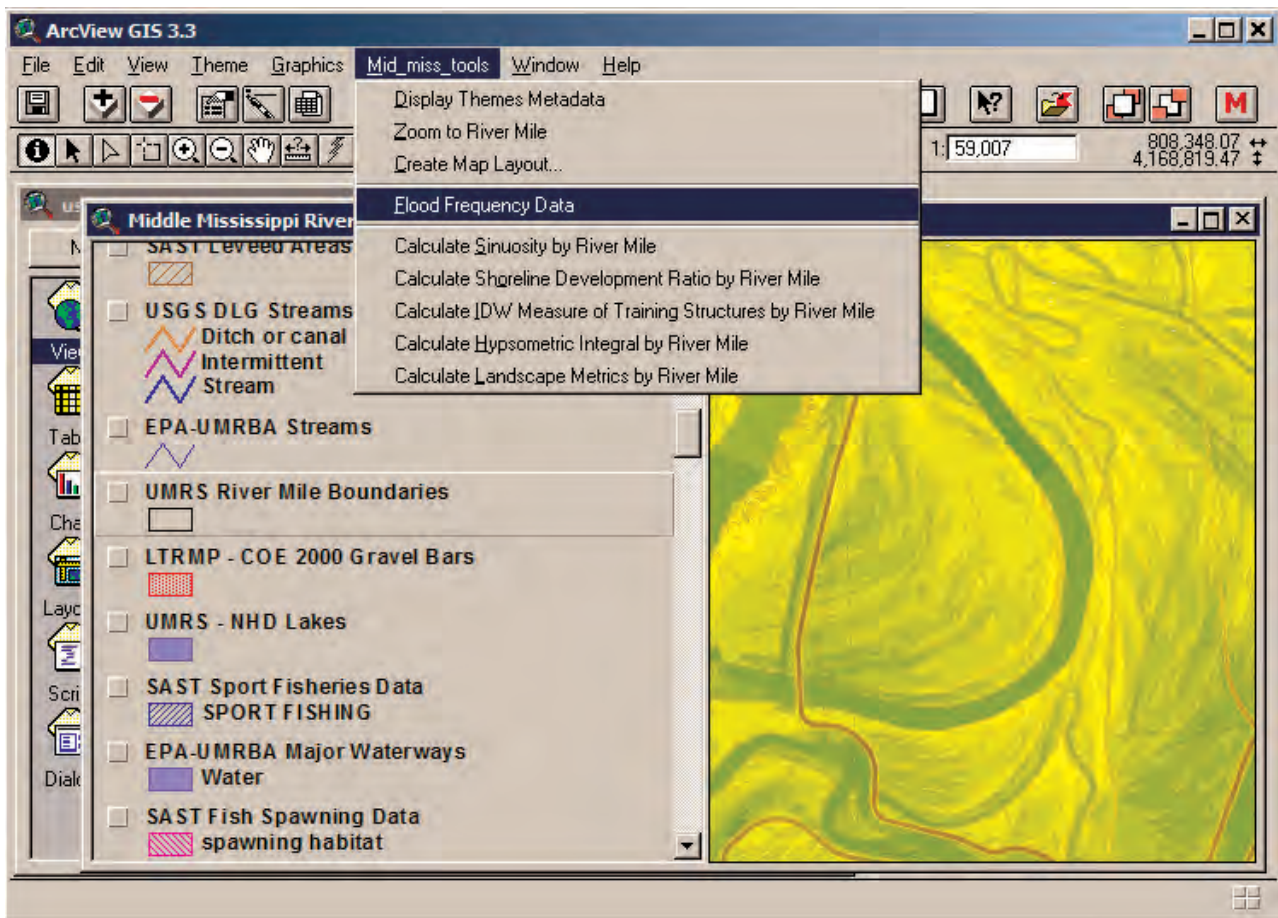 ArcView GIS 3.3
File Edit View Theme Graphics Mid_miss_tools Window Help
Display Themes Metadata
Zoom to River Mile
Create Map Layout...
Flood Frequency Data
Calculate Sinuosity by River Mile
Calculate Shoreline Development Ratio by River Mile
Calculate IDW Measure of Training Structures by River Mile
Calculate Hypsometric Integral by River Mile
Calculate Landscape Metrics by River Mile
M
1: 59,007
808,348.07
4,168,819.47
us
Middle Mississippi River
N
View
Tab
Cha
Layo
Scri
Dialo
SAST Leveed Areas
USGS DLG Streams
Ditch or canal
Intermittent
Stream
EPA-UMRBA Streams
UMRS River Mile Boundaries
LTRMP - COE 2000 Gravel Bars
UMRS - NHD Lakes
SAST Sport Fisheries Data
SPORT FISHING
EPA-UMRBA Major Waterways
Water
SAST Fish Spawning Data
spawning habitat